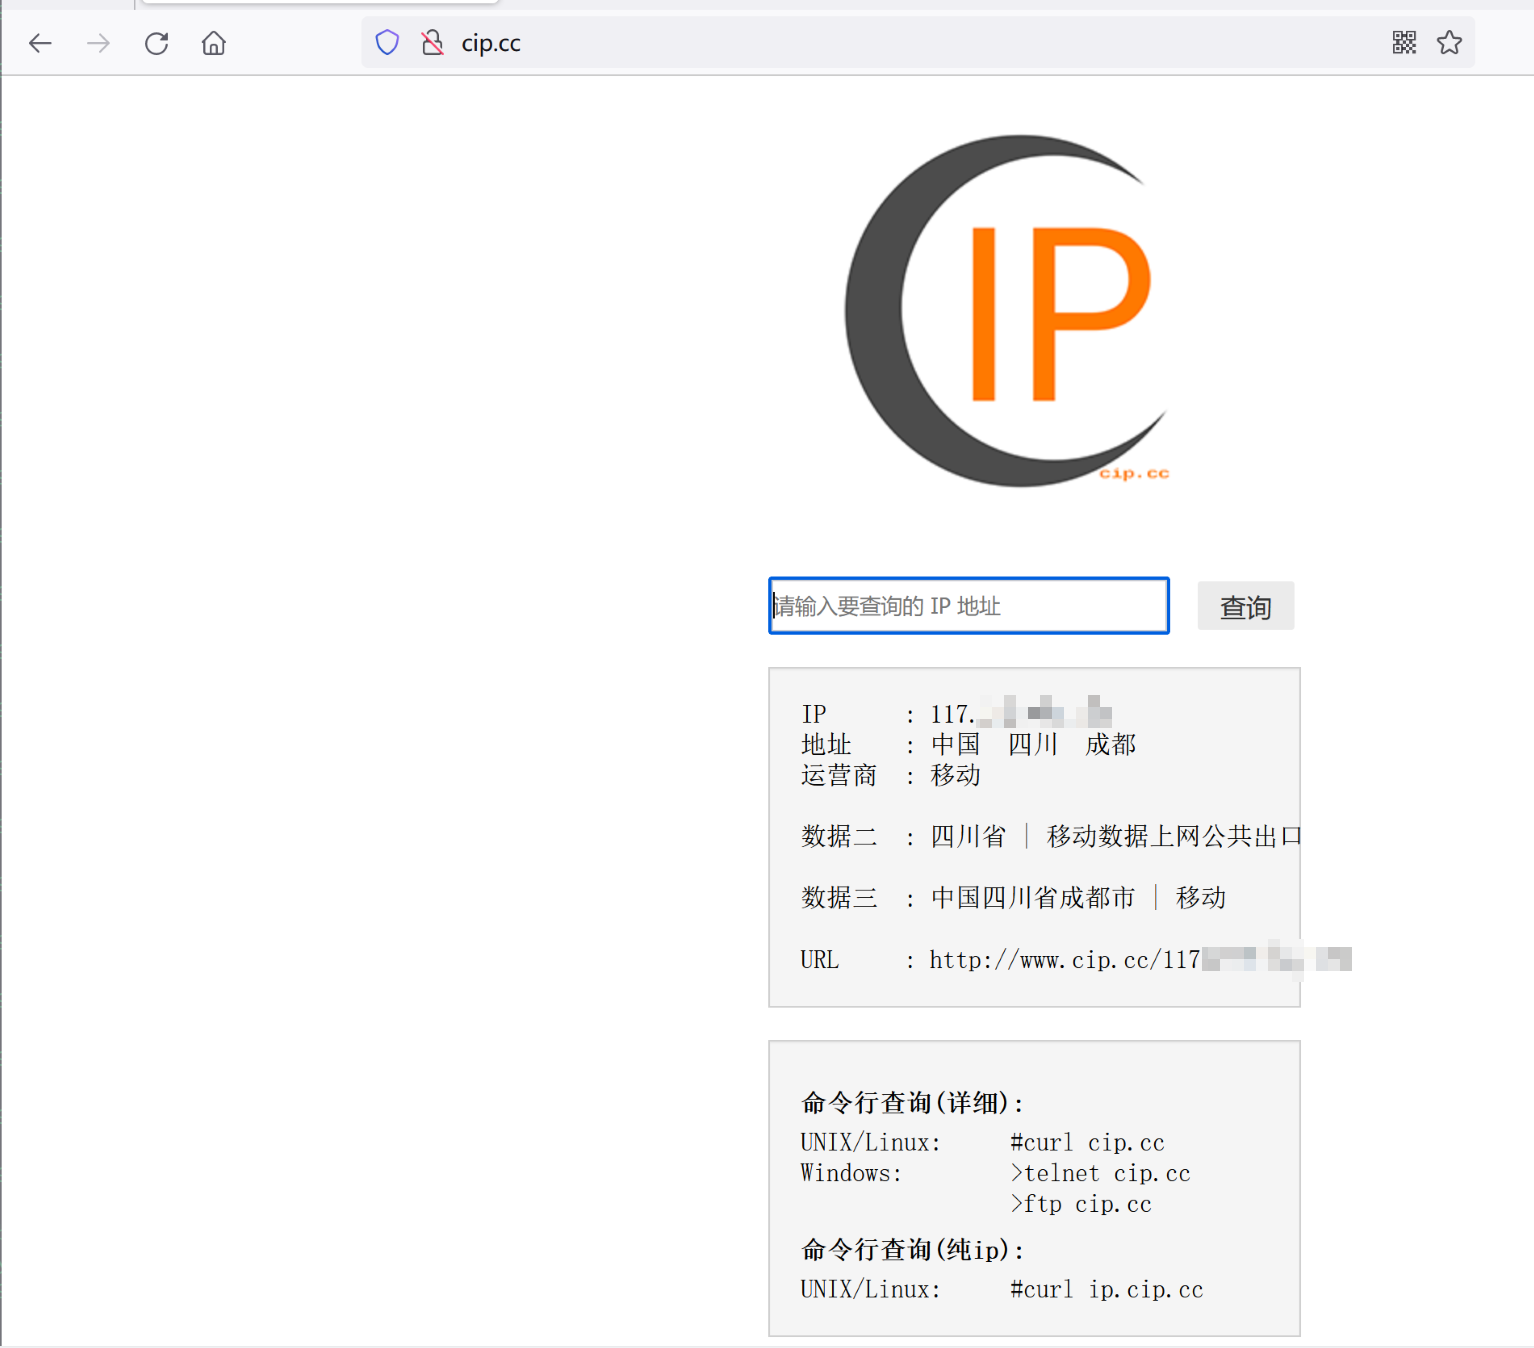 cip.cc
IP
cip.cc
请输入要查询的 IP 地址
查询
IP : 117.
地址 : 中国 四川 成都
运营商 : 移动
数据二 : 四川省 | 移动数据上网公共出口
数据三 : 中国四川省成都市 | 移动
URL : http://www.cip.cc/117
命令行查询(详细):
UNIX/Linux: #curl cip.cc
Windows: >telnet cip.cc
>ftp cip.cc
命令行查询(纯ip):
UNIX/Linux: #curl ip.cip.cc